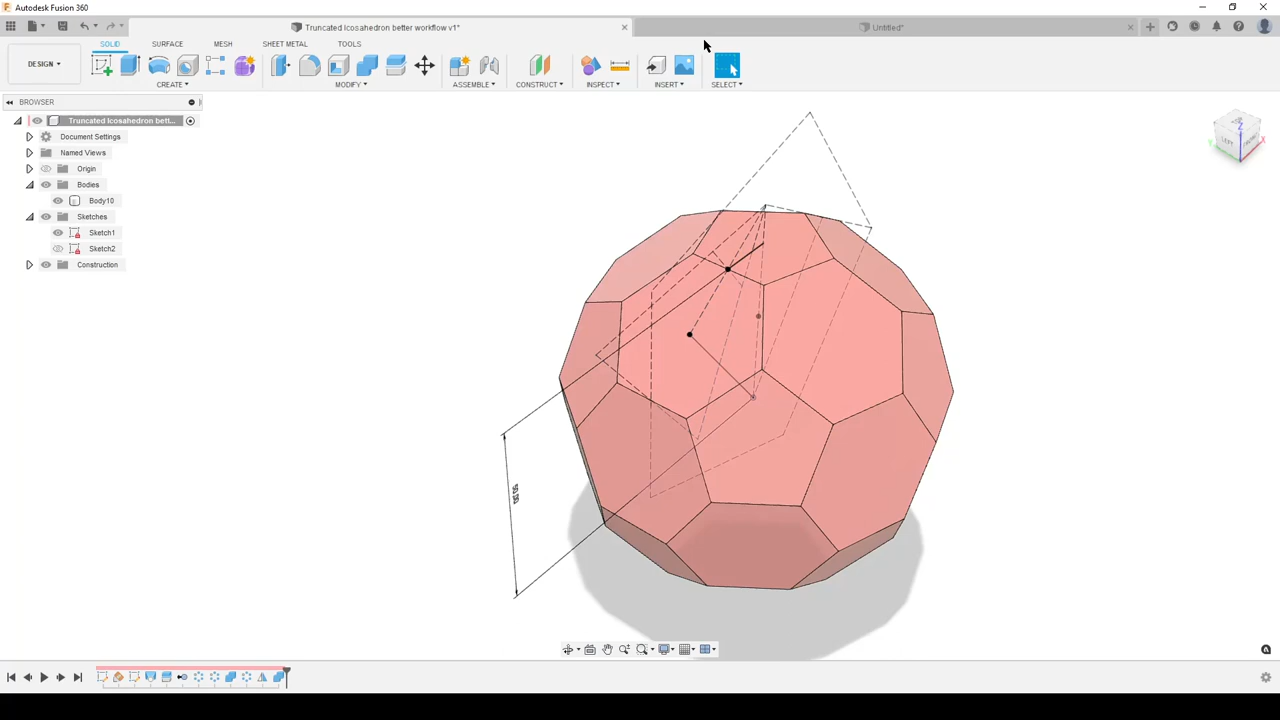 Autodesk Fusion 360
Truncated Icosahedron better workflow v1*
Untitled*
SOLID
SURFACE
MESH
SHEET METAL
TOOLS
DESIGN
CREATE
MODIFY
ASSEMBLE
CONSTRUCT
INSPECT
INSERT
SELECT
BROWSER
Truncated Icosahedron bett...
Document Settings
Named Views
Origin
Bodies
Body10
Sketches
Sketch1
Sketch2
Construction
LEFT
FRONT
Z
X
Y